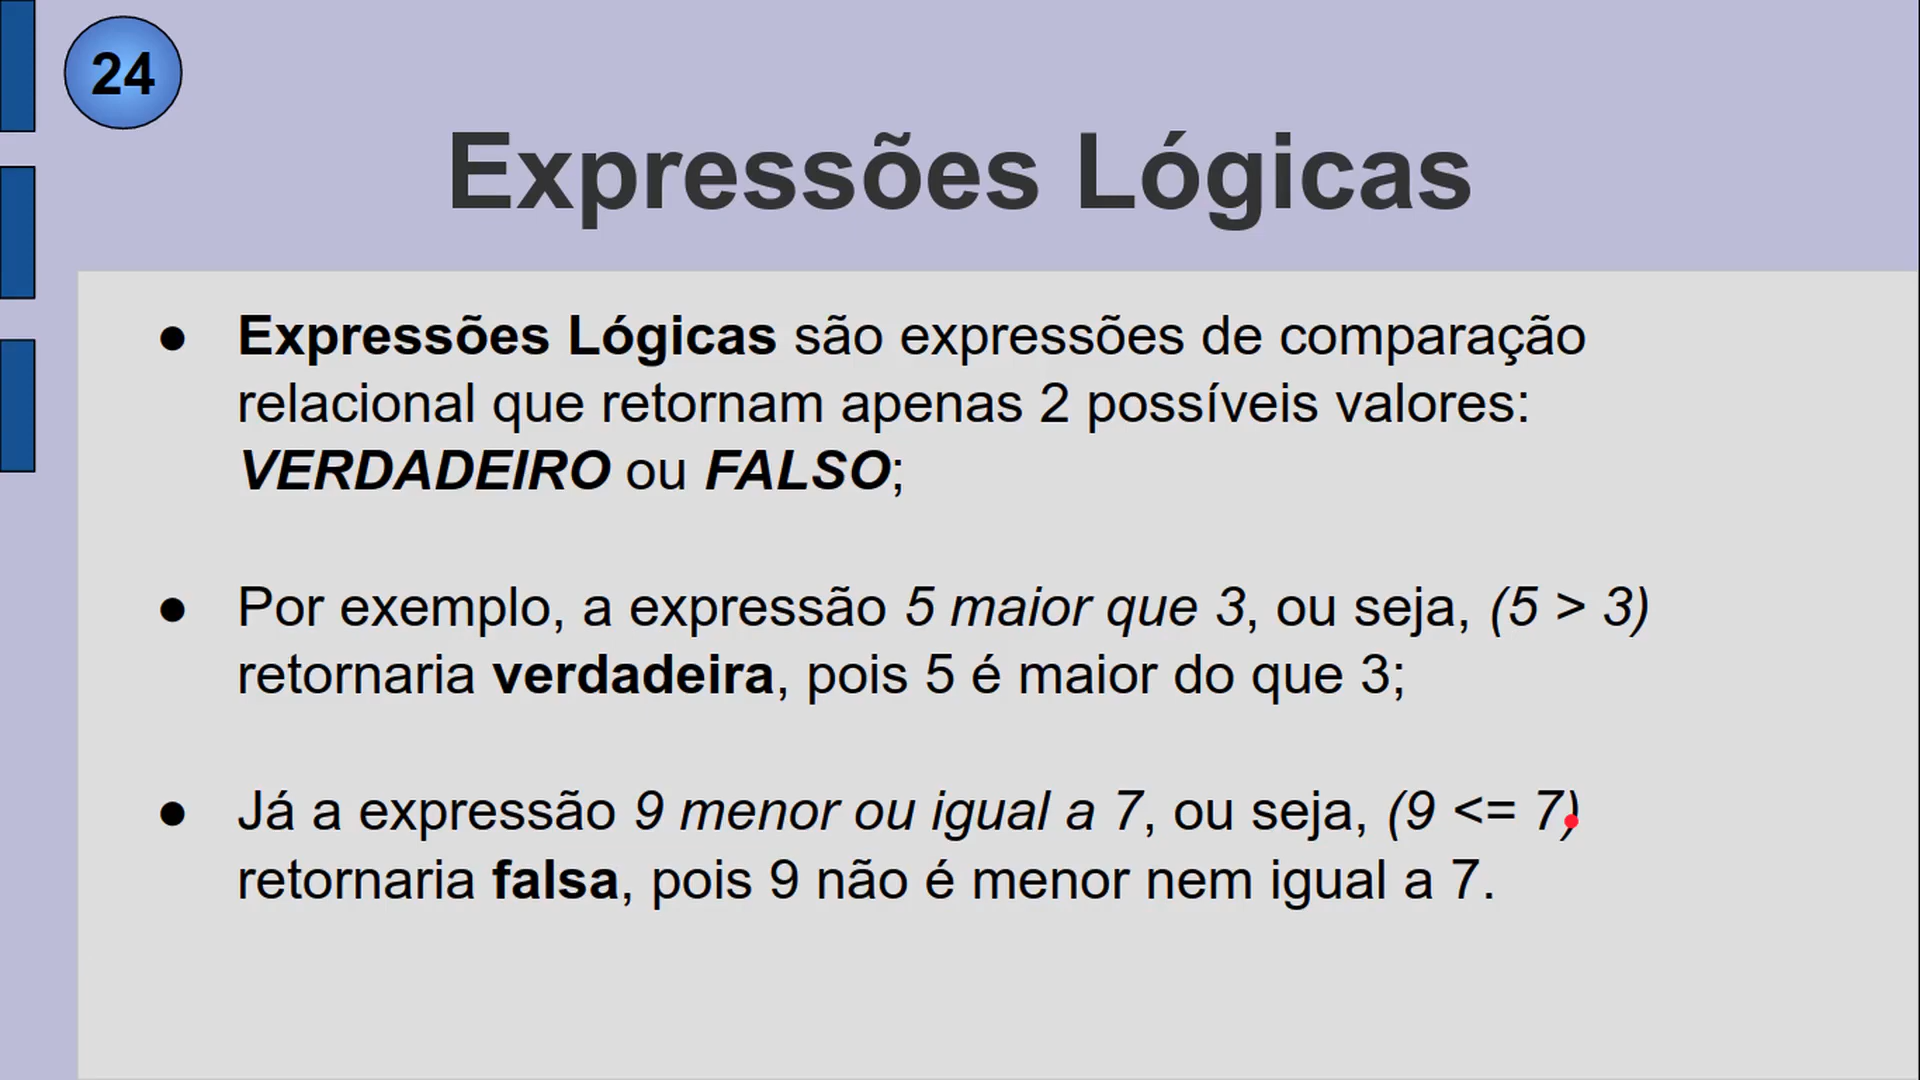 24
Expressões Lógicas
● Expressões Lógicas são expressões de comparação
relacional que retornam apenas 2 possíveis valores:
VERDADEIRO ou FALSO;
● Por exemplo, a expressão 5 maior que 3, ou seja, (5 > 3)
retornaria verdadeira, pois 5 é maior do que 3;
● Já a expressão 9 menor ou igual a 7, ou seja, (9 <= 7)
retornaria falsa, pois 9 não é menor nem igual a 7.